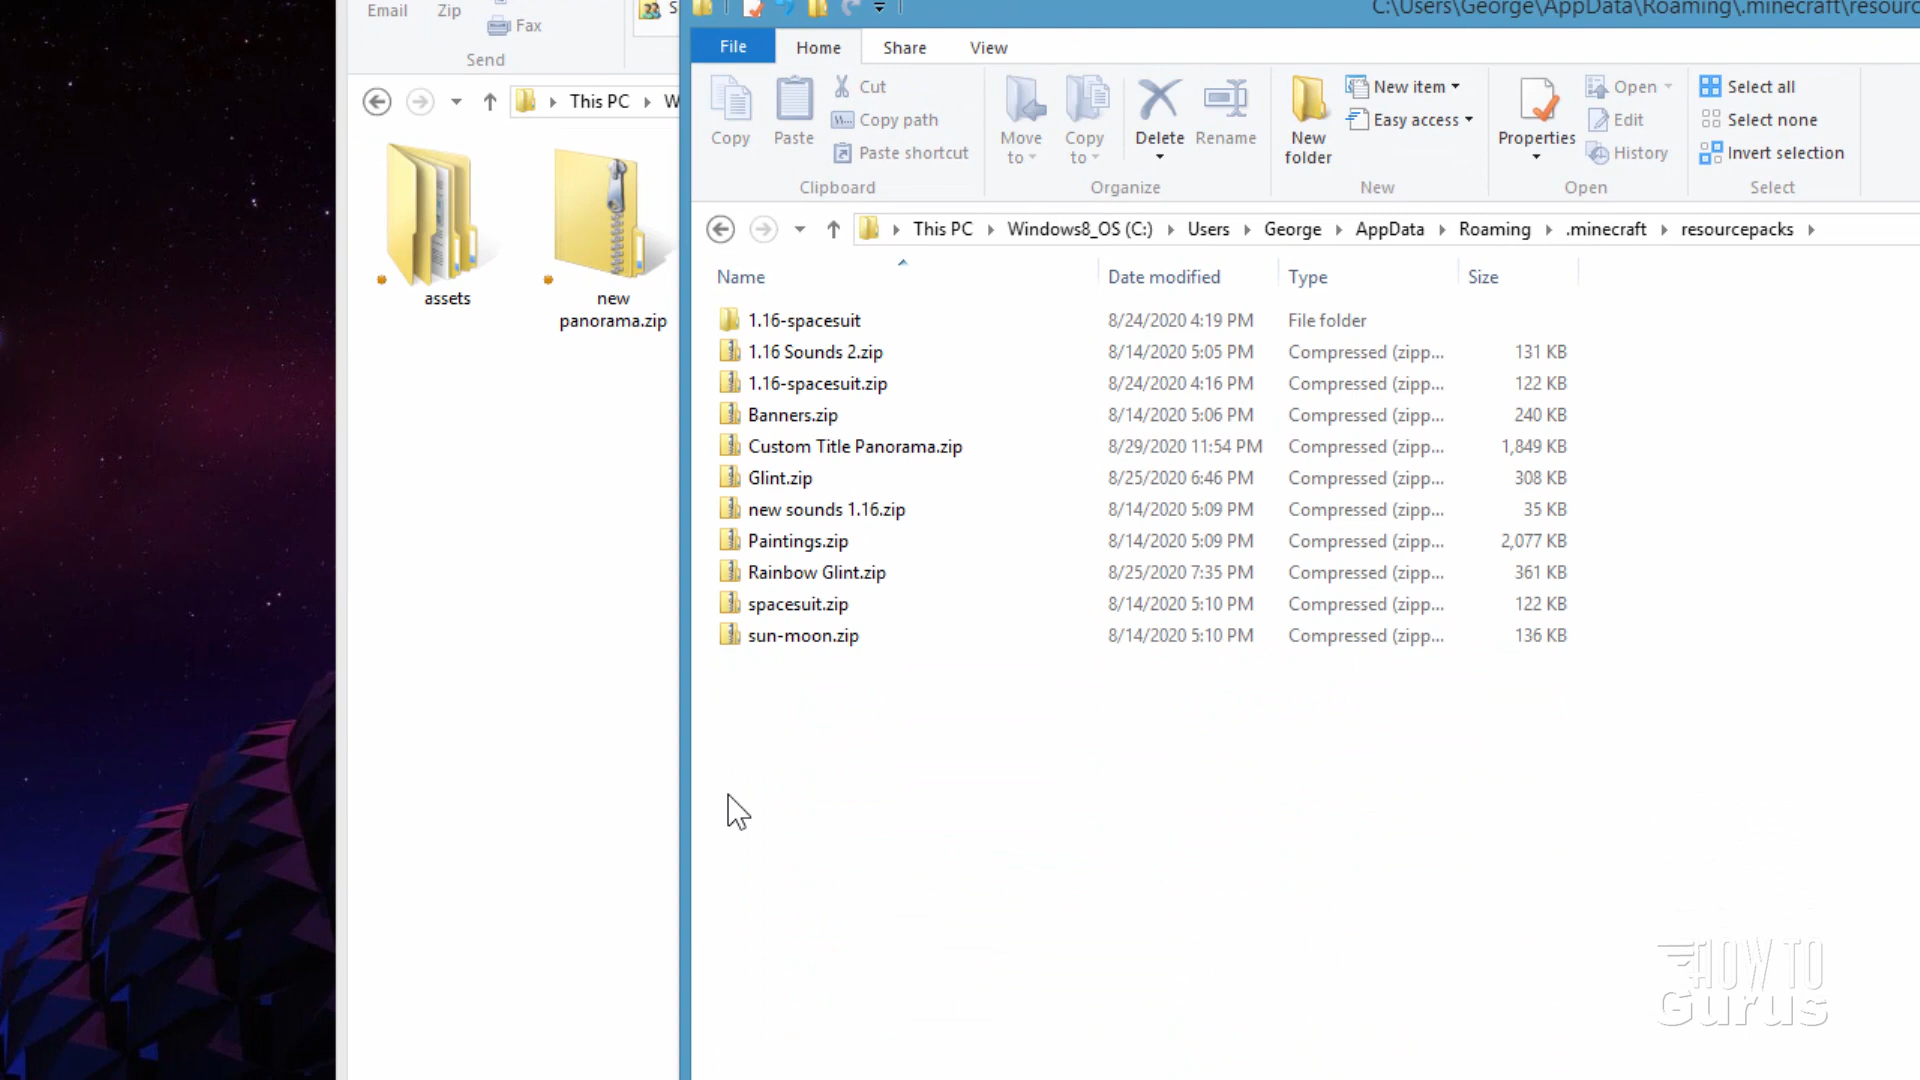 Email Zip
Fax
Send
This PC
assets
new
panorama.zip
C:\Users\George\AppData\Roaming\.minecraft\resourc
File Home Share View
Copy
Paste
Cut
Copy path
Paste shortcut
Clipboard
Move
to
Copy
to
Delete
Rename
Organize
New
folder
New item
Easy access
New
Properties
Open
Edit
History
Open
Select all
Select none
Invert selection
Select
This PC Windows8_OS (C:) Users George AppData Roaming .minecraft resourcepacks
Name Date modified Type Size
1.16-spacesuit 8/24/2020 4:19 PM File folder
1.16 Sounds 2.zip 8/14/2020 5:05 PM Compressed (zipp... 131 KB
1.16-spacesuit.zip 8/24/2020 4:16 PM Compressed (zipp... 122 KB
Banners.zip 8/14/2020 5:06 PM Compressed (zipp... 240 KB
Custom Title Panorama.zip 8/29/2020 11:54 PM Compressed (zipp... 1,849 KB
Glint.zip 8/25/2020 6:46 PM Compressed (zipp... 308 KB
new sounds 1.16.zip 8/14/2020 5:09 PM Compressed (zipp... 35 KB
Paintings.zip 8/14/2020 5:09 PM Compressed (zipp... 2,077 KB
Rainbow Glint.zip 8/25/2020 7:35 PM Compressed (zipp... 361 KB
spacesuit.zip 8/14/2020 5:10 PM Compressed (zipp... 122 KB
sun-moon.zip 8/14/2020 5:10 PM Compressed (zipp... 136 KB
HOW TO
Gurus